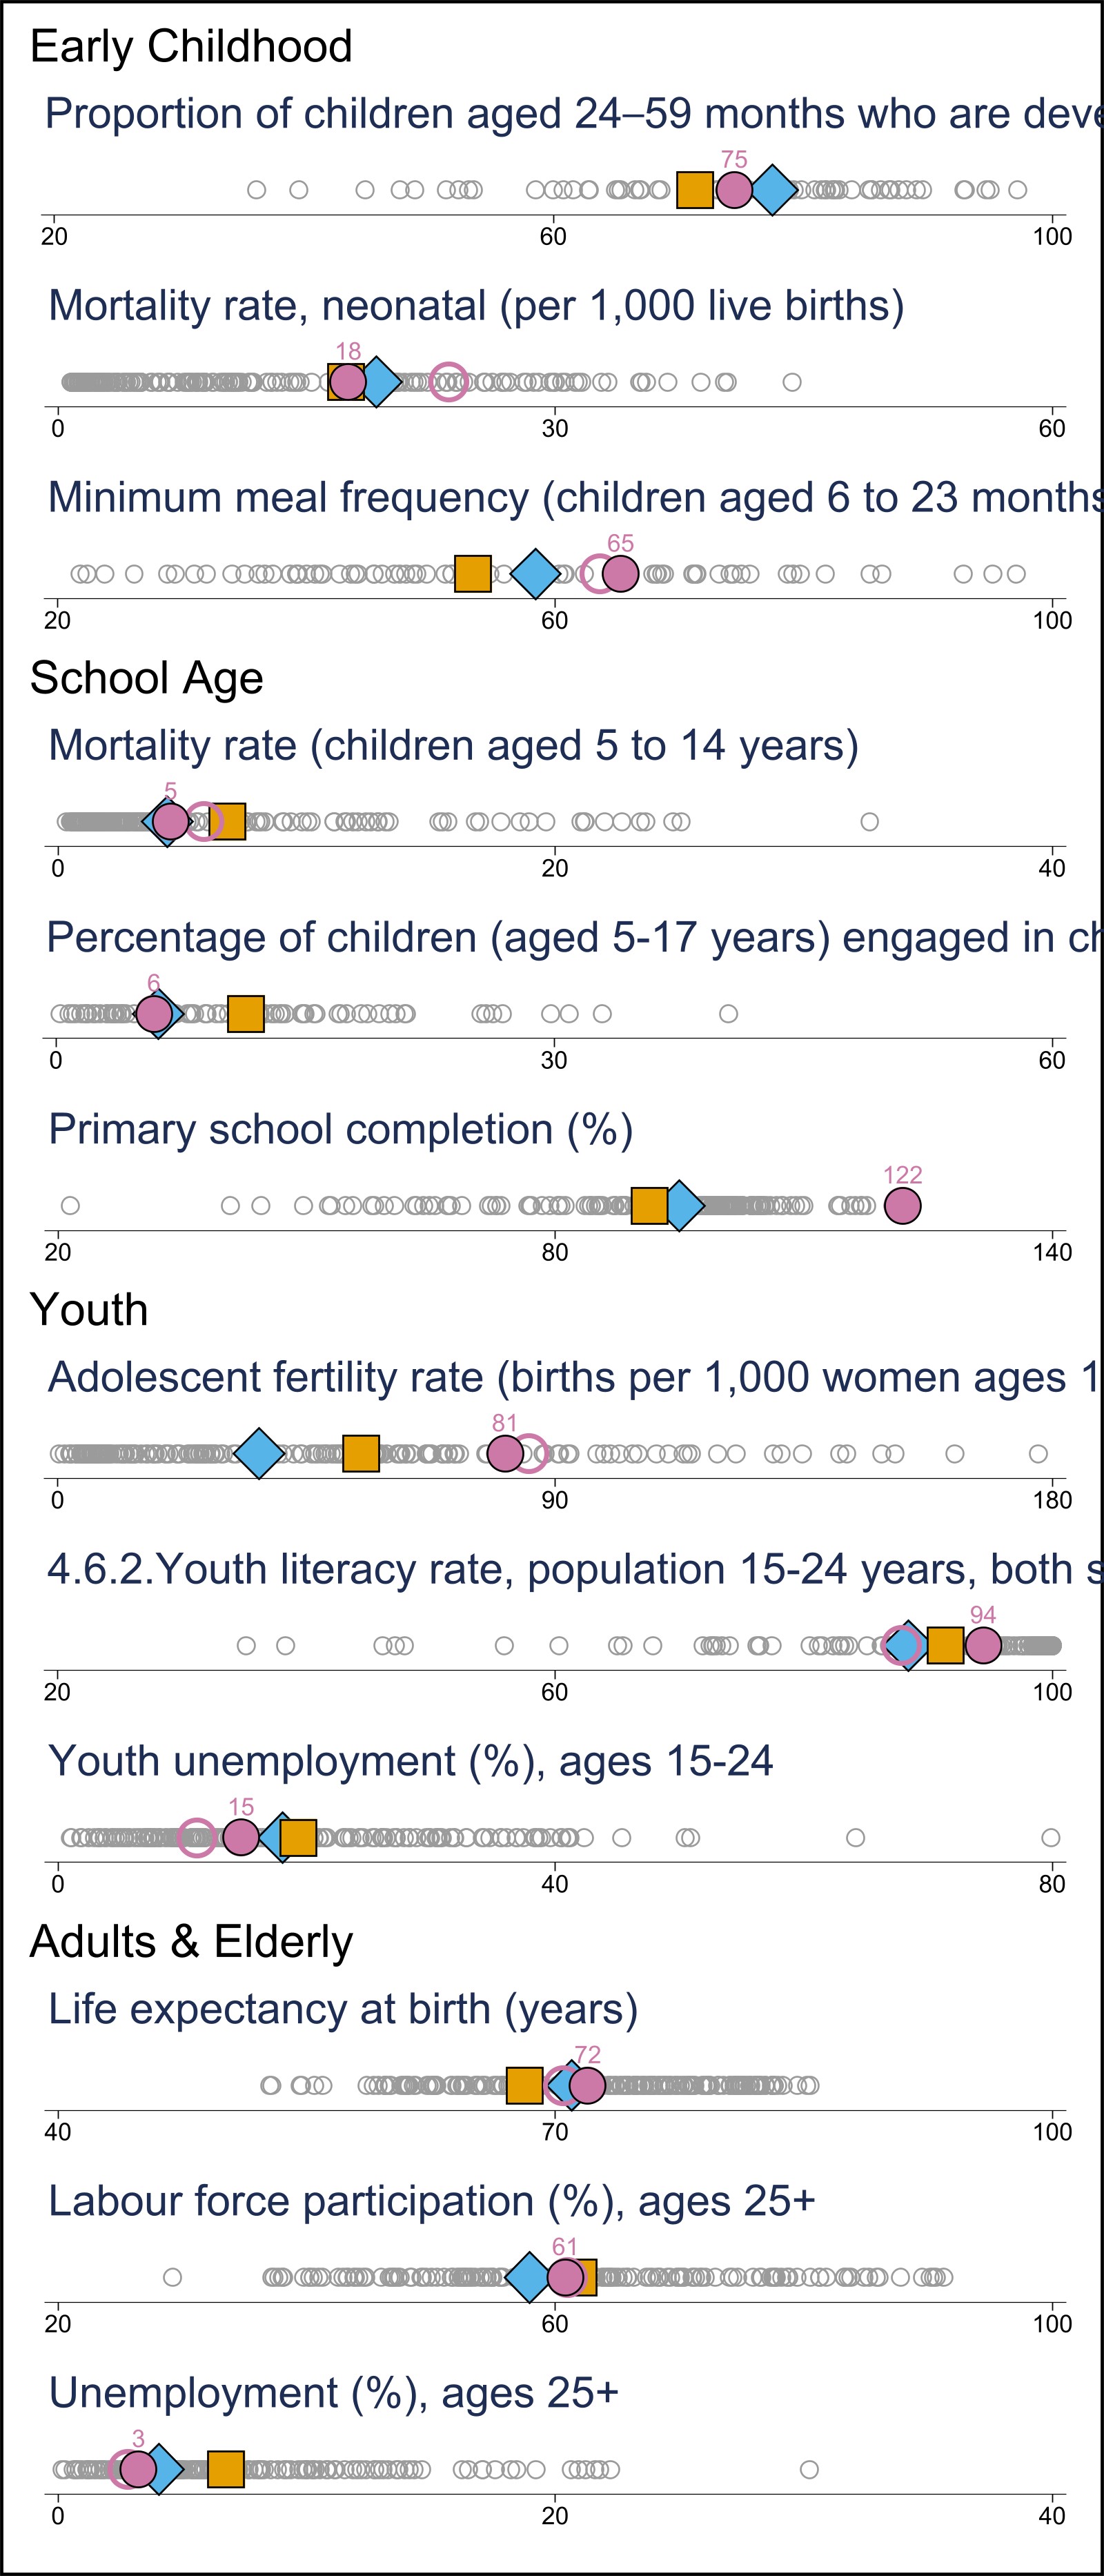 Early Childhood
Proportion of children aged 24–59 months who are deve
75
20 60 100
Mortality rate, neonatal (per 1,000 live births)
18
0 30 60
Minimum meal frequency (children aged 6 to 23 months
65
20 60 100
School Age
Mortality rate (children aged 5 to 14 years)
5
0 20 40
Percentage of children (aged 5-17 years) engaged in ch
6
0 30 60
Primary school completion (%)
122
20 80 140
Youth
Adolescent fertility rate (births per 1,000 women ages 1
81
0 90 180
4.6.2.Youth literacy rate, population 15-24 years, both s
94
20 60 100
Youth unemployment (%), ages 15-24
15
0 40 80
Adults & Elderly
Life expectancy at birth (years)
72
40 70 100
Labour force participation (%), ages 25+
61
20 60 100
Unemployment (%), ages 25+
3
0 20 40